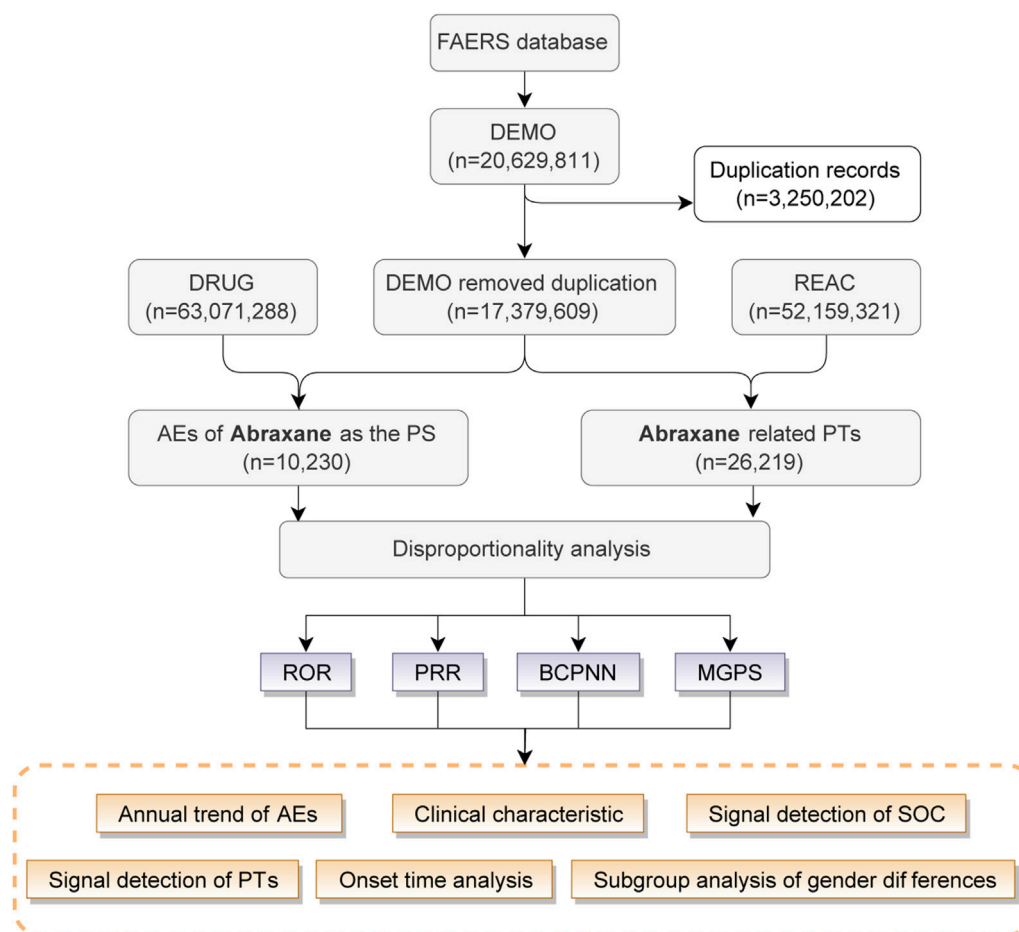 FAERS database
DEMO
(n=20,629,811)
Duplication records
(n=3,250,202)
DRUG
(n=63,071,288)
DEMO removed duplication
(n=17,379,609)
REAC
(n=52,159,321)
AEs of Abraxane as the PS
(n=10,230)
Abraxane related PTs
(n=26,219)
Disproportionality analysis
ROR
PRR
BCPNN
MGPS
Annual trend of AEs
Clinical characteristic
Signal detection of SOC
Signal detection of PTs
Onset time analysis
Subgroup analysis of gender dif ferences